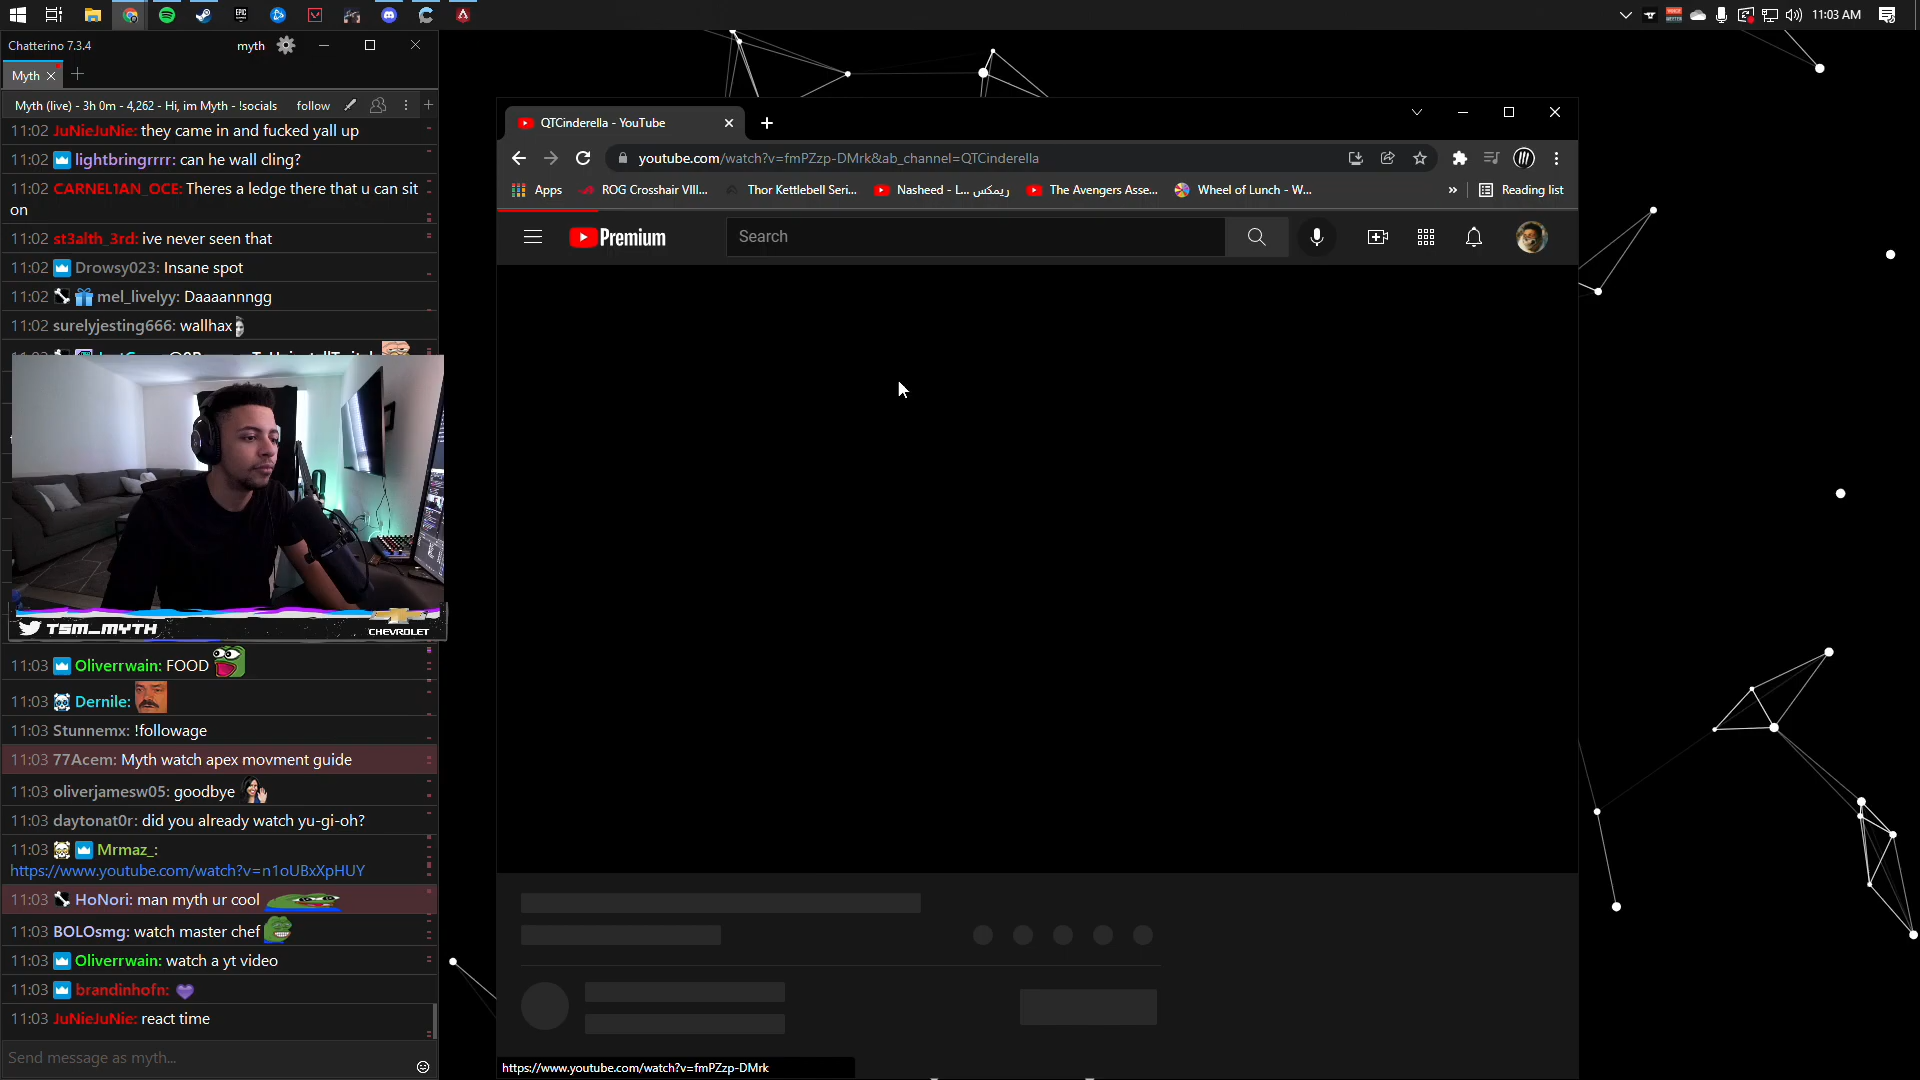 11:03 AM
Chatterino 7.3.4
myth
Myth
Myth (live) - 3h 0m - 4,262 - Hi, im Myth - !socials
follow
11:02 JuNieJuNie: they came in and fucked yall up
11:02 lightbringrrrr: can he wall cling?
11:02 CARNEL1AN_OCE: Theres a ledge there that u can sit
on
11:02 st3alth_3rd: ive never seen that
11:02 Drowsy023: Insane spot
11:02 mel_livelyy: Daaaannngg
11:02 surelyjesting666: wallhax
TSM_MYTH
CHEVROLET
11:03 Oliverrwain: FOOD
11:03 Dernile:
11:03 Stunnemx: !followage
11:03 77Acem: Myth watch apex movment guide
11:03 oliverjamesw05: goodbye
11:03 daytonat0r: did you already watch yu-gi-oh?
11:03 Mrmaz_:
https://www.youtube.com/watch?v=n1oUBxXpHUY
11:03 HoNori: man myth ur cool
11:03 BOLOsmg: watch master chef
11:03 Oliverrwain: watch a yt video
11:03 brandinhofn:
11:03 JuNieJuNie: react time
Send message as myth...
QTCinderella - YouTube
youtube.com/watch?v=fmPZzp-DMrk&ab_channel=QTCinderella
Apps
ROG Crosshair VIII...
Thor Kettlebell Seri...
Nasheed - L... ريمكس
The Avengers Asse...
Wheel of Lunch - W...
»
Reading list
Premium
Search
https://www.youtube.com/watch?v=fmPZzp-DMrk